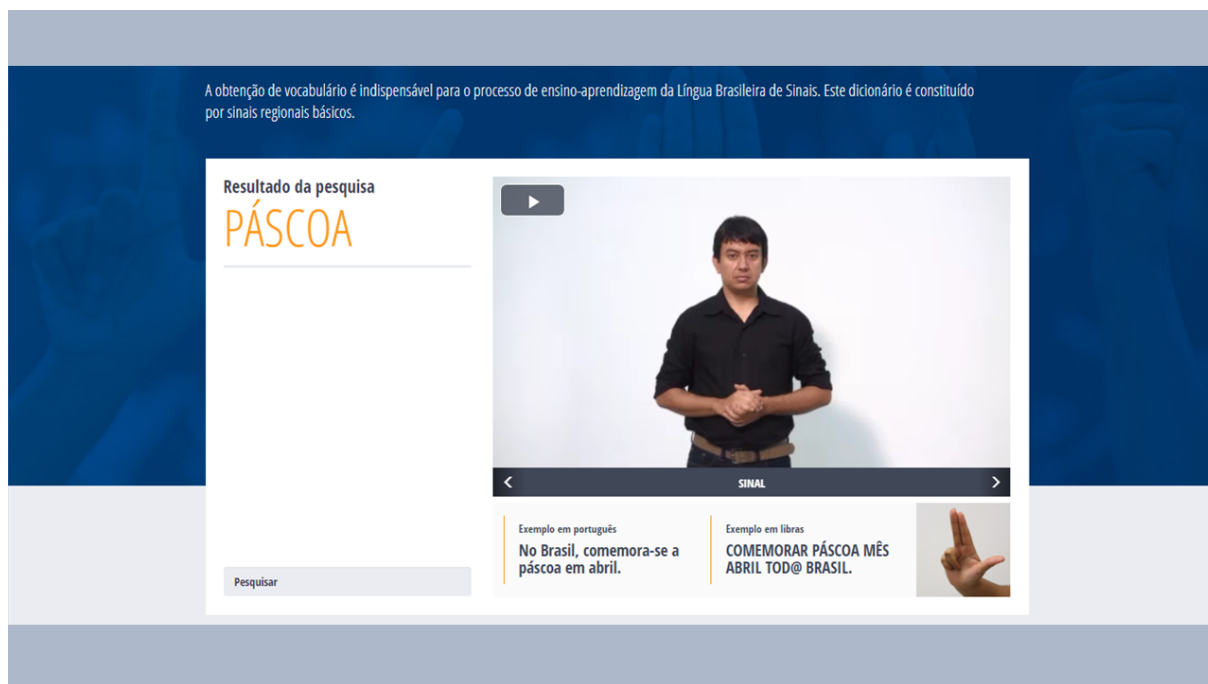 A obtenção de vocabulário é indispensável para o processo de ensino-aprendizagem da Língua Brasileira de Sinais. Este dicionário é constituído
por sinais regionais básicos.
Resultado da pesquisa
PÁSCOA
Pesquisar
SINAL
Exemplo em português
No Brasil, comemora-se a
páscoa em abril.
Exemplo em libras
COMEMORAR PÁSCOA MÊS
ABRIL TOD@ BRASIL.